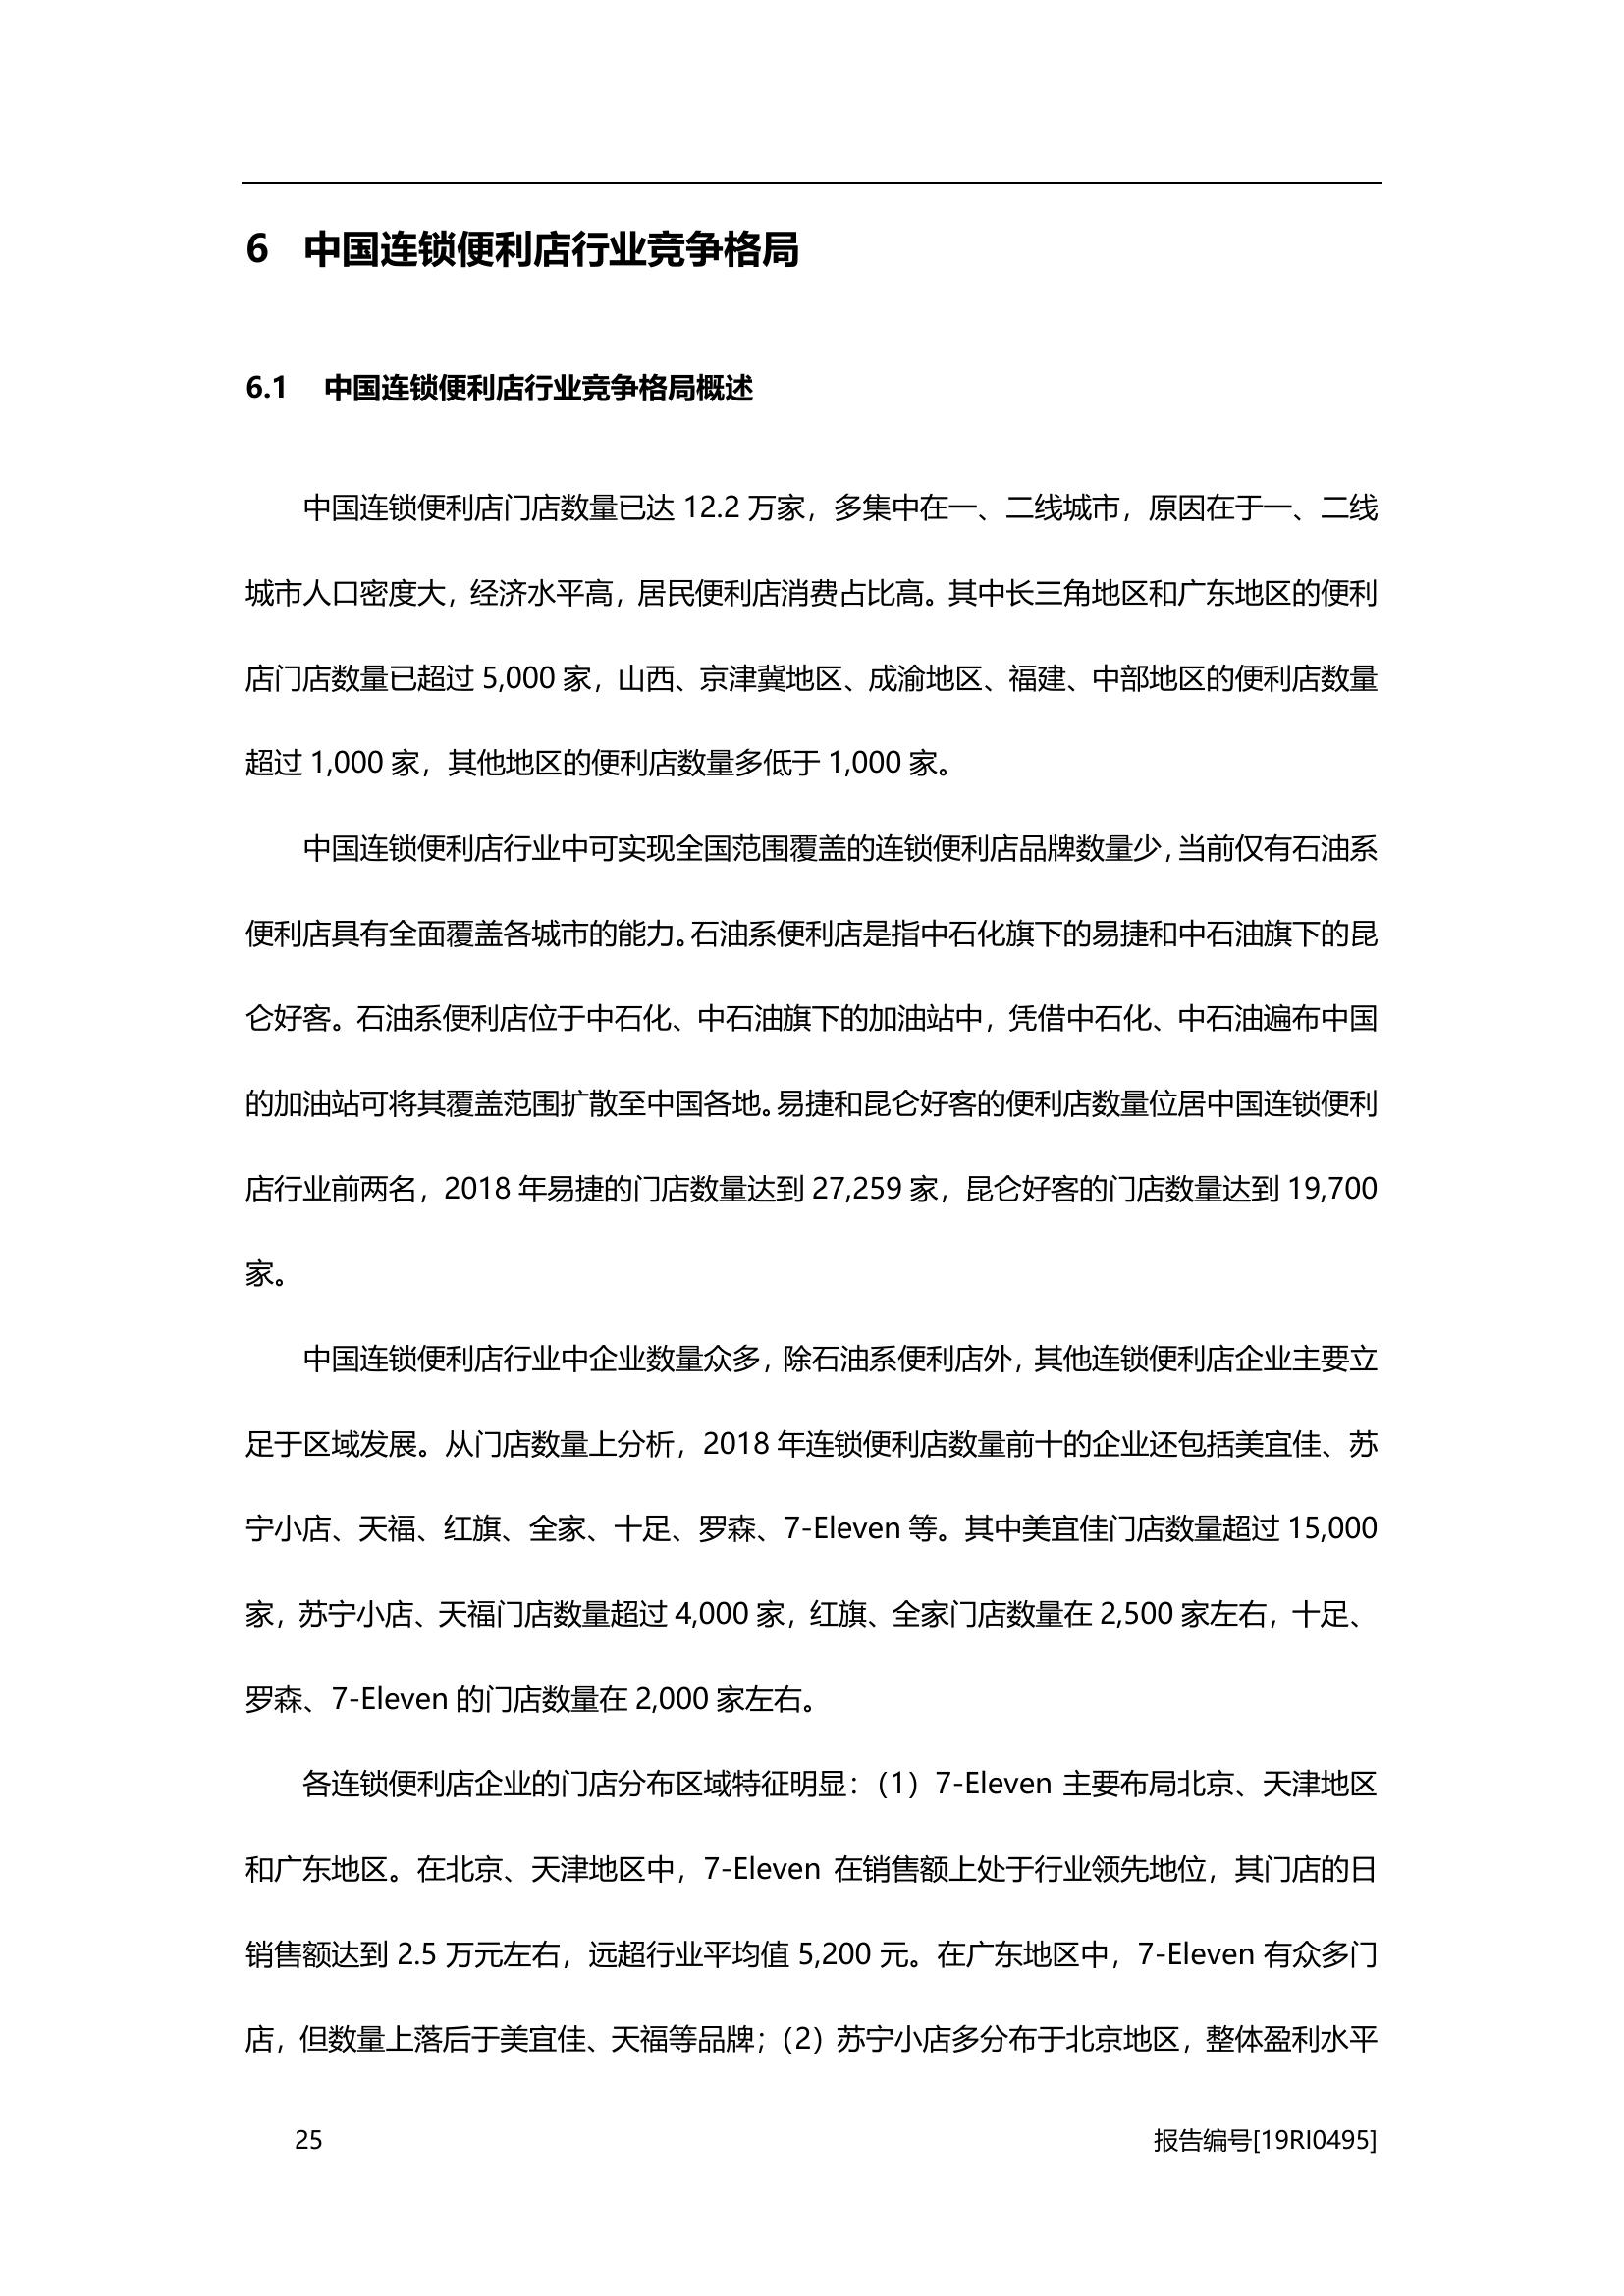 6 中国连锁便利店行业竞争格局
6.1 中国连锁便利店行业竞争格局概述
中国连锁便利店门店数量已达 12.2 万家，多集中在一、二线城市，原因在于一、二线
城市人口密度大，经济水平高，居民便利店消费占比高。其中长三角地区和广东地区的便利
店门店数量已超过 5,000 家，山西、京津冀地区、成渝地区、福建、中部地区的便利店数量
超过 1,000 家，其他地区的便利店数量多低于 1,000 家。
中国连锁便利店行业中可实现全国范围覆盖的连锁便利店品牌数量少，当前仅有石油系
便利店具有全面覆盖各城市的能力。石油系便利店是指中石化旗下的易捷和中石油旗下的昆
仑好客。石油系便利店位于中石化、中石油旗下的加油站中，凭借中石化、中石油遍布中国
的加油站可将其覆盖范围扩散至中国各地。易捷和昆仑好客的便利店数量位居中国连锁便利
店行业前两名，2018 年易捷的门店数量达到 27,259 家，昆仑好客的门店数量达到 19,700
家。
中国连锁便利店行业中企业数量众多，除石油系便利店外，其他连锁便利店企业主要立
足于区域发展。从门店数量上分析，2018 年连锁便利店数量前十的企业还包括美宜佳、苏
宁小店、天福、红旗、全家、十足、罗森、7-Eleven 等。其中美宜佳门店数量超过 15,000
家，苏宁小店、天福门店数量超过 4,000 家，红旗、全家门店数量在 2,500 家左右，十足、
罗森、7-Eleven 的门店数量在 2,000 家左右。
各连锁便利店企业的门店分布区域特征明显：（1）7-Eleven 主要布局北京、天津地区
和广东地区。在北京、天津地区中，7-Eleven 在销售额上处于行业领先地位，其门店的日
销售额达到 2.5 万元左右，远超行业平均值 5,200 元。在广东地区中，7-Eleven 有众多门
店，但数量上落后于美宜佳、天福等品牌；（2）苏宁小店多分布于北京地区，整体盈利水平
25 报告编号[19RI0495]